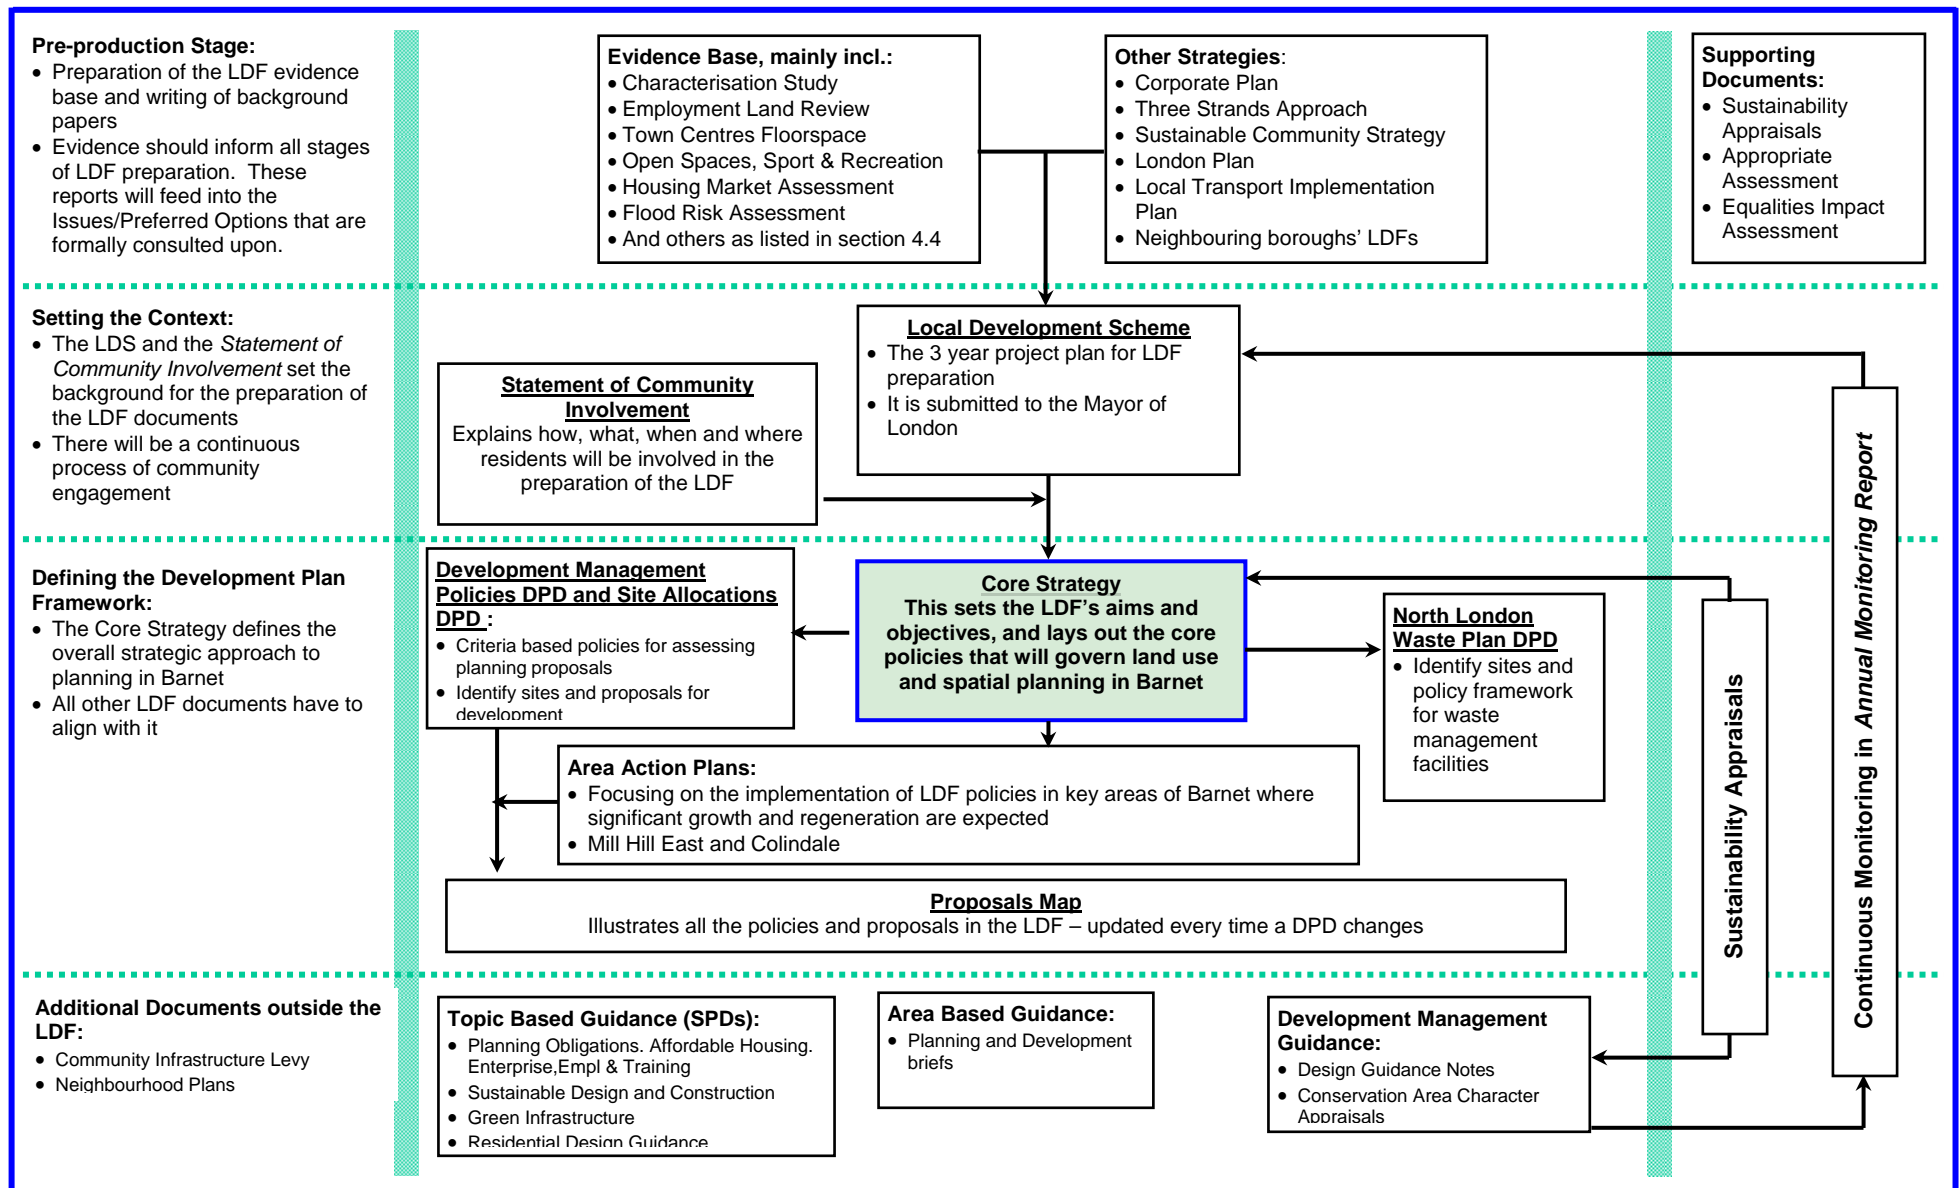 Pre-production Stage:
• Preparation of the LDF evidence
base and writing of background
papers
• Evidence should inform all stages
of LDF preparation. These
reports will feed into the
Issues/Preferred Options that are
formally consulted upon.
Evidence Base, mainly incl.:
• Characterisation Study
• Employment Land Review
• Town Centres Floorspace
• Open Spaces, Sport & Recreation
• Housing Market Assessment
• Flood Risk Assessment
• And others as listed in section 4.4
Other Strategies:
• Corporate Plan
• Three Strands Approach
• Sustainable Community Strategy
• London Plan
• Local Transport Implementation
Plan
• Neighbouring boroughs’ LDFs
Supporting
Documents:
• Sustainability
Appraisals
• Appropriate
Assessment
• Equalities Impact
Assessment
Setting the Context:
• The LDS and the Statement of
Community Involvement set the
background for the preparation of
the LDF documents
• There will be a continuous
process of community
engagement
Statement of Community
Involvement
Explains how, what, when and where
residents will be involved in the
preparation of the LDF
Local Development Scheme
• The 3 year project plan for LDF
preparation
• It is submitted to the Mayor of
London
Defining the Development Plan
Framework:
• The Core Strategy defines the
overall strategic approach to
planning in Barnet
• All other LDF documents have to
align with it
Development Management
Policies DPD and Site Allocations
DPD :
• Criteria based policies for assessing
planning proposals
• Identify sites and proposals for
development
Core Strategy
This sets the LDF’s aims and
objectives, and lays out the core
policies that will govern land use
and spatial planning in Barnet
North London
Waste Plan DPD
• Identify sites and
policy framework
for waste
management
facilities
Area Action Plans:
• Focusing on the implementation of LDF policies in key areas of Barnet where
significant growth and regeneration are expected
• Mill Hill East and Colindale
Proposals Map
Illustrates all the policies and proposals in the LDF – updated every time a DPD changes
Sustainability Appraisals
Continuous Monitoring in Annual Monitoring Report
Additional Documents outside the
LDF:
• Community Infrastructure Levy
• Neighbourhood Plans
Topic Based Guidance (SPDs):
• Planning Obligations. Affordable Housing.
Enterprise,Empl & Training
• Sustainable Design and Construction
• Green Infrastructure
• Residential Design Guidance
Area Based Guidance:
• Planning and Development
briefs
Development Management
Guidance:
• Design Guidance Notes
• Conservation Area Character
Appraisals